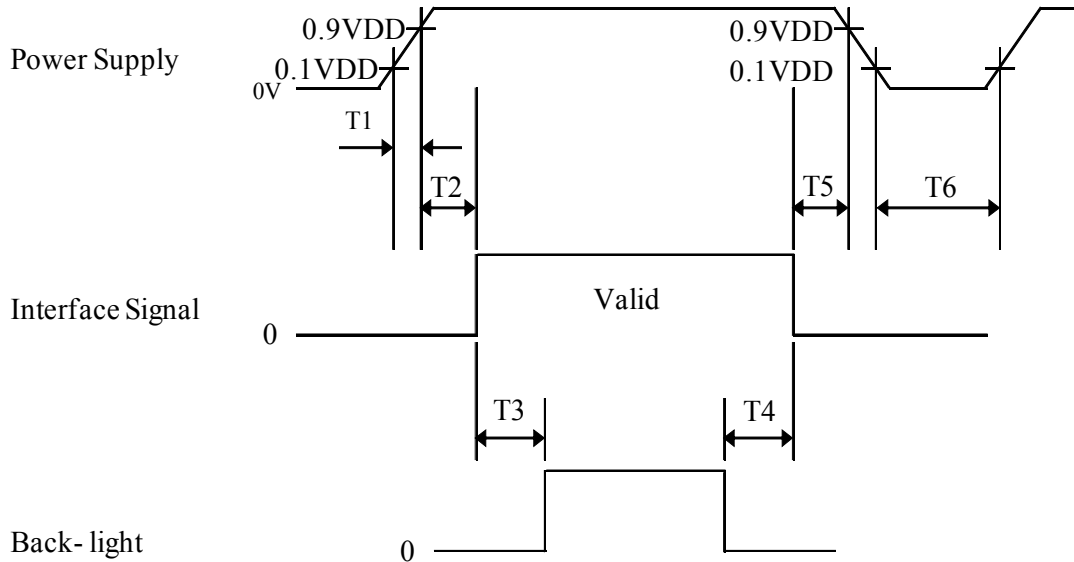 0.9VDD
0.9VDD
Power Supply
0.1VDD
0.1VDD
0V
T1
T2
T5
T6
Valid
Interface Signal
0
T3
T4
Back- light
0